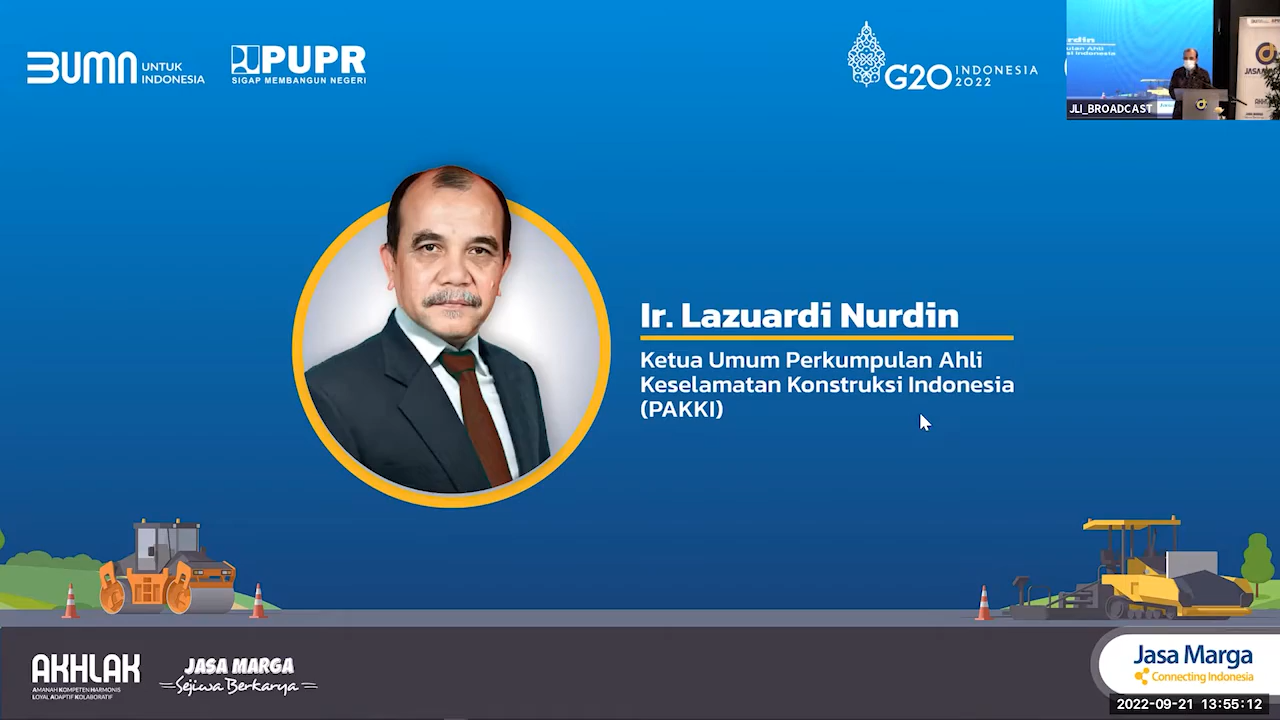 BUMN UNTUK
INDONESIA
PUPR
SIGAP MEMBANGUN NEGERI
G20 INDONESIA
2022
JLI_BROADCAST
Ir. Lazuardi Nurdin
Ketua Umum Perkumpulan Ahli
Keselamatan Konstruksi Indonesia
(PAKKI)
AKHLAK
AMANAH KOMPETEN HARMONIS
LOYAL ADAPTIF KOLABORATIF
JASA MARGA
Sejiwa Berkarya
Jasa Marga
Connecting Indonesia
2022-09-21 13:55:12